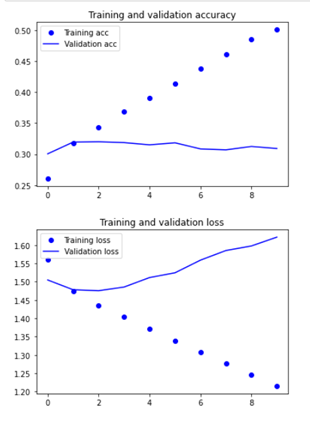 Training and validation accuracy
0.50
0.45
0.40
0.35
0.30
0.25
Training acc
Validation acc
0 2 4 6 8
Training and validation loss
1.60
1.55
1.50
1.45
1.40
1.35
1.30
1.25
1.20
Training loss
Validation loss
0 2 4 6 8